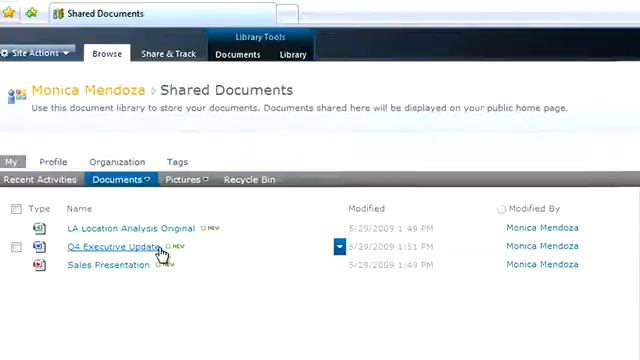 Shared Documents
Library Tools
Site Actions Browse Share & Track Documents Library
Monica Mendoza Shared Documents
Use this document library to store your documents. Documents shared here will be displayed on your public home page.
My Profile Organization Tags
Recent Activities Documents Pictures Recycle Bin
Type Name Modified Modified By
LA Location Analysis Original NEW 5/29/2009 1:49 PM Monica Mendoza
Q4 Executive Update NEW 5/29/2009 1:51 PM Monica Mendoza
Sales Presentation NEW 5/29/2009 1:49 PM Monica Mendoza